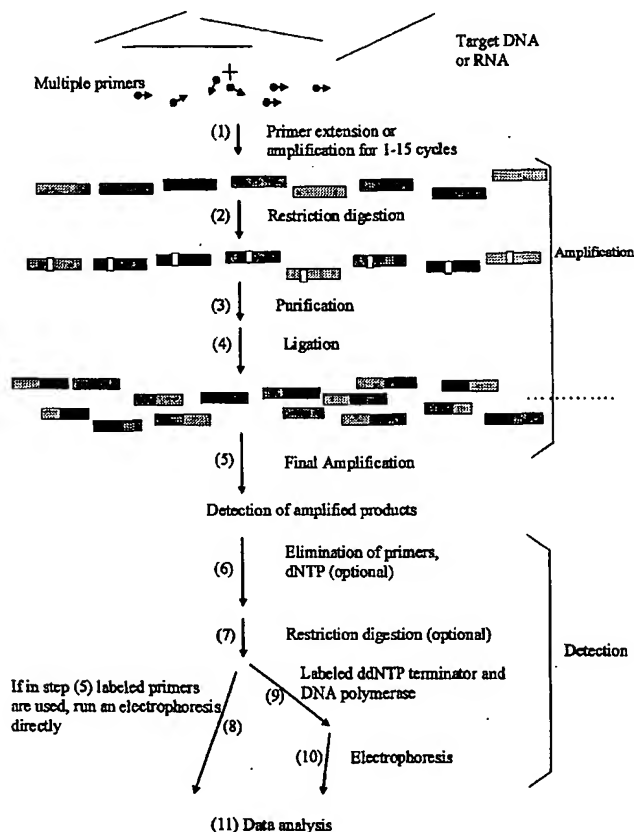 Target DNA
or RNA
Multiple primers
+
(1) Primer extension or
amplification for 1-15 cycles
(2) Restriction digestion
Amplification
(3) Purification
(4) Ligation
(5) Final Amplification
Detection of amplified products
(6) Elimination of primers,
dNTP (optional)
(7) Restriction digestion (optional)
Detection
If in step (5) labeled primers
are used, run an electrophoresis
directly
(8)
(9) Labeled ddNTP terminator and
DNA polymerase
(10) Electrophoresis
(11) Data analysis